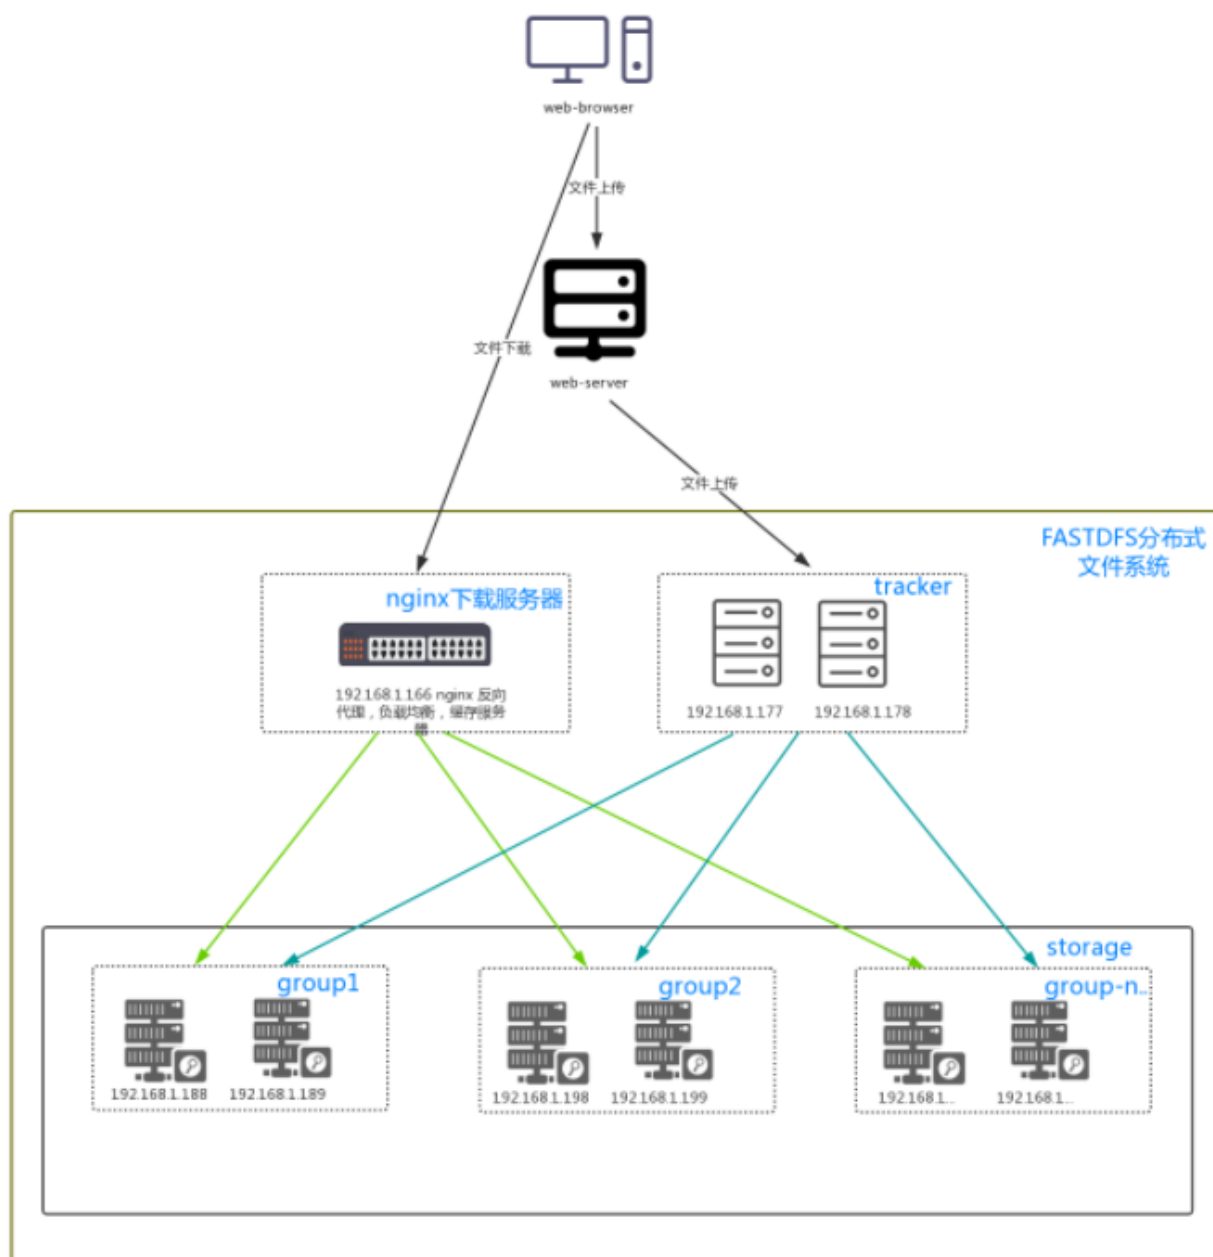 web-browser
文件上传
文件下载
web-server
文件上传
FASTDFS分布式
文件系统
nginx下载服务器
tracker
192.168.1.166 nginx 反向
代理，负载均衡，缓存服务
器
192.168.1.177
192.168.1.178
storage
group1
group2
group-n..
192.168.1.188
192.168.1.189
192.168.1.198
192.168.1.199
192.168.1...
192.168.1...